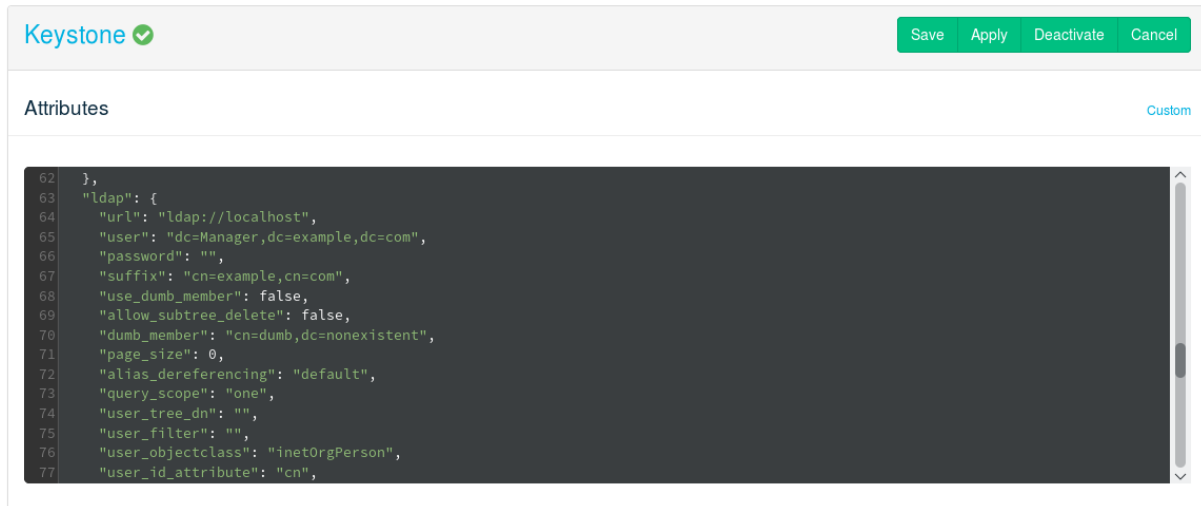 Keystone
Save Apply Deactivate Cancel
Attributes
Custom
62 },
63 "ldap": {
64 "url": "ldap://localhost",
65 "user": "dc=Manager,dc=example,dc=com",
66 "password": "",
67 "suffix": "cn=example,cn=com",
68 "use_dumb_member": false,
69 "allow_subtree_delete": false,
70 "dumb_member": "cn=dumb,dc=nonexistent",
71 "page_size": 0,
72 "alias_dereferencing": "default",
73 "query_scope": "one",
74 "user_tree_dn": "",
75 "user_filter": "",
76 "user_objectclass": "inetOrgPerson",
77 "user_id_attribute": "cn",